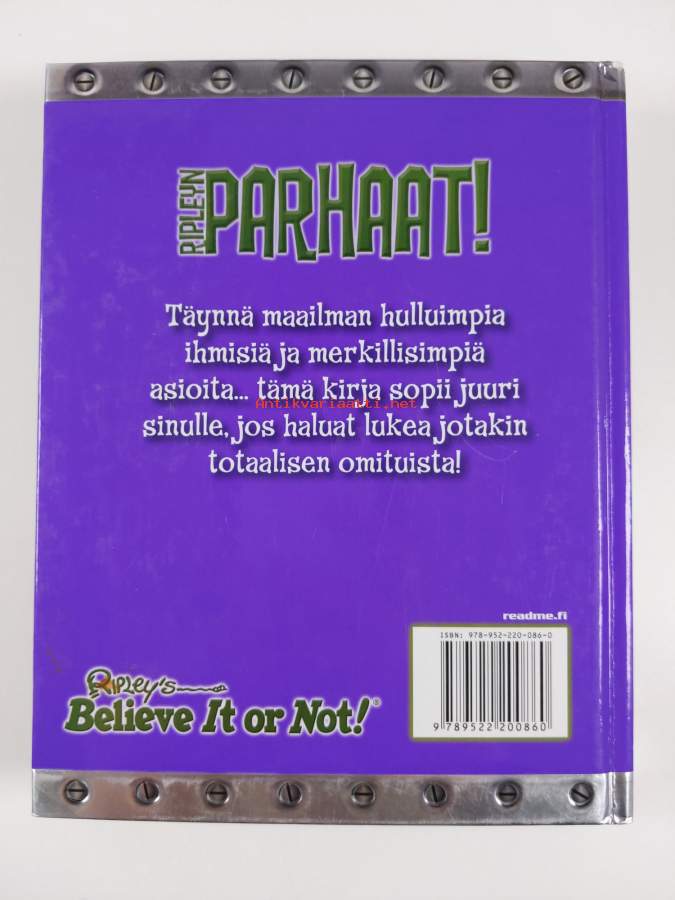 RIPLEYN PARHAAT!
Täynnä maailman hulluimpia
ihmisiä ja merkillisimpiä
asioita... tämä kirja sopii juuri
Antikvariaatti.net
sinulle, jos haluat lukea jotakin
totaalisen omituista!
readme.fi
ISBN: 978-952-220-086-0
9 789522 200860
RIPLEY'S
Believe It or Not!®